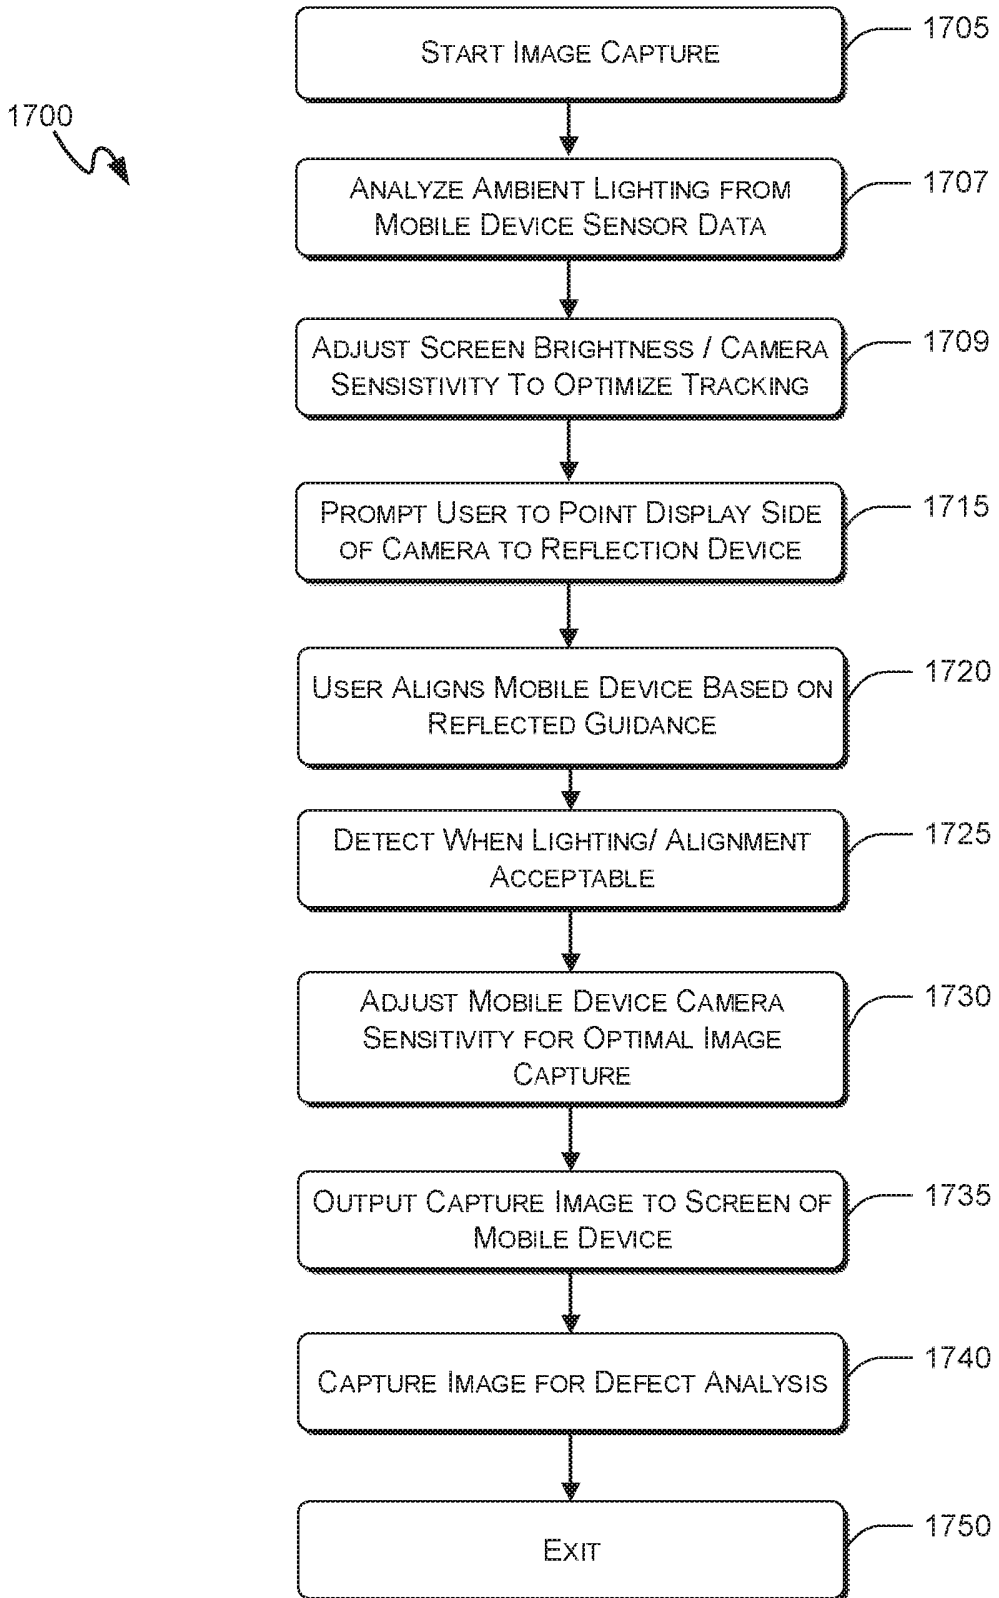 1700
START IMAGE CAPTURE
1705
ANALYZE AMBIENT LIGHTING FROM
MOBILE DEVICE SENSOR DATA
1707
ADJUST SCREEN BRIGHTNESS / CAMERA
SENSISTIVITY TO OPTIMIZE TRACKING
1709
PROMPT USER TO POINT DISPLAY SIDE
OF CAMERA TO REFLECTION DEVICE
1715
USER ALIGNS MOBILE DEVICE BASED ON
REFLECTED GUIDANCE
1720
DETECT WHEN LIGHTING/ ALIGNMENT
ACCEPTABLE
1725
ADJUST MOBILE DEVICE CAMERA
SENSITIVITY FOR OPTIMAL IMAGE
CAPTURE
1730
OUTPUT CAPTURE IMAGE TO SCREEN OF
MOBILE DEVICE
1735
CAPTURE IMAGE FOR DEFECT ANALYSIS
1740
EXIT
1750